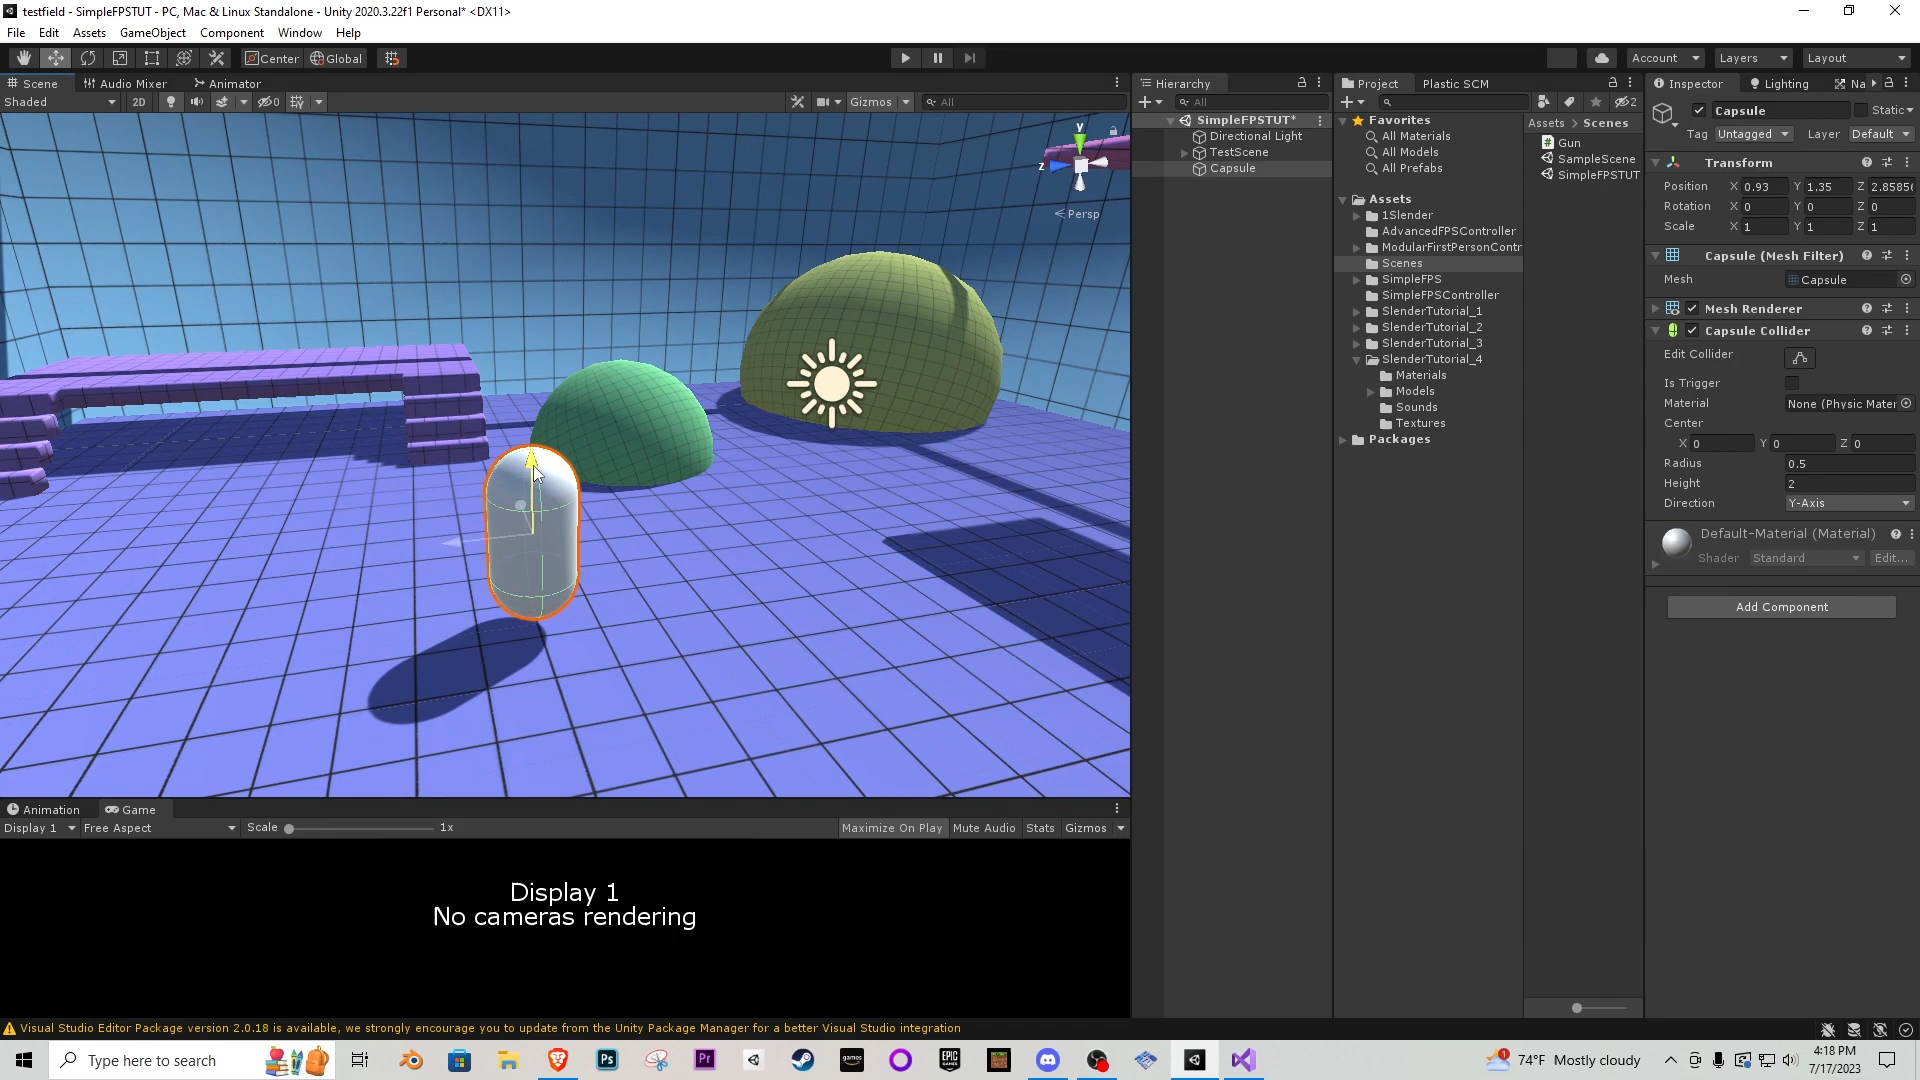 testfield - SimpleFPSTUT - PC, Mac & Linux Standalone - Unity 2020.3.22f1 Personal* <DX11>
File Edit Assets GameObject Component Window Help
Center Global Account Layers Layout
Scene Audio Mixer Animator
Shaded 2D 0 Gizmos All
y
z
Persp
Hierarchy
All
SimpleFPSTUT*
Directional Light
TestScene
Capsule
Project Plastic SCM
2
Favorites
All Materials
All Models
All Prefabs
Assets
1Slender
AdvancedFPSController
ModularFirstPersonContr
Scenes
SimpleFPS
SimpleFPSController
SlenderTutorial_1
SlenderTutorial_2
SlenderTutorial_3
SlenderTutorial_4
Materials
Models
Sounds
Textures
Packages
Assets > Scenes
Gun
SampleScene
SimpleFPSTUT
Inspector Lighting Na
Capsule Static
Tag Untagged Layer Default
Transform
Position X 0.93 Y 1.35 Z 2.8585
Rotation X 0 Y 0 Z 0
Scale X 1 Y 1 Z 1
Capsule (Mesh Filter)
Mesh Capsule
Mesh Renderer
Capsule Collider
Edit Collider
Is Trigger
Material None (Physic Mater
Center
X 0 Y 0 Z 0
Radius 0.5
Height 2
Direction Y-Axis
Default-Material (Material)
Shader Standard Edit...
Add Component
Animation Game
Display 1 Free Aspect Scale 1x Maximize On Play Mute Audio Stats Gizmos
Display 1
No cameras rendering
Visual Studio Editor Package version 2.0.18 is available, we strongly encourage you to update from the Unity Package Manager for a better Visual Studio integration
Type here to search
Ps
Pr
amazon games
EPIC GAMES
1
74°F Mostly cloudy
4:18 PM
7/17/2023